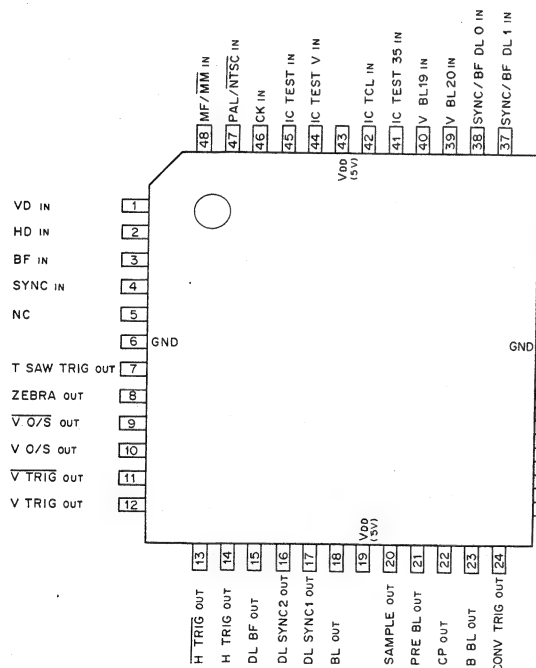 MF/MM IN
PAL/NTSC IN
CK IN
IC TEST IN
IC TEST V IN
IC TCL IN
IC TEST 35 IN
V BL19 IN
V BL20 IN
SYNC/BF DL 0 IN
SYNC/BF DL 1 IN
48
47
46
45
44
43
42
41
40
39
38
37
VDD
(5V)
VD IN
1
HD IN
2
BF IN
3
SYNC IN
4
NC
5
6
GND
GND
T SAW TRIG OUT
7
ZEBRA OUT
8
V O/S OUT
9
V O/S OUT
10
V TRIG OUT
11
V TRIG OUT
12
VDD
(5V)
13
14
15
16
17
18
19
20
21
22
23
24
H TRIG OUT
H TRIG OUT
DL BF OUT
DL SYNC2 OUT
DL SYNC1 OUT
BL OUT
SAMPLE OUT
PRE BL OUT
CP OUT
B BL OUT
CONV TRIG OUT